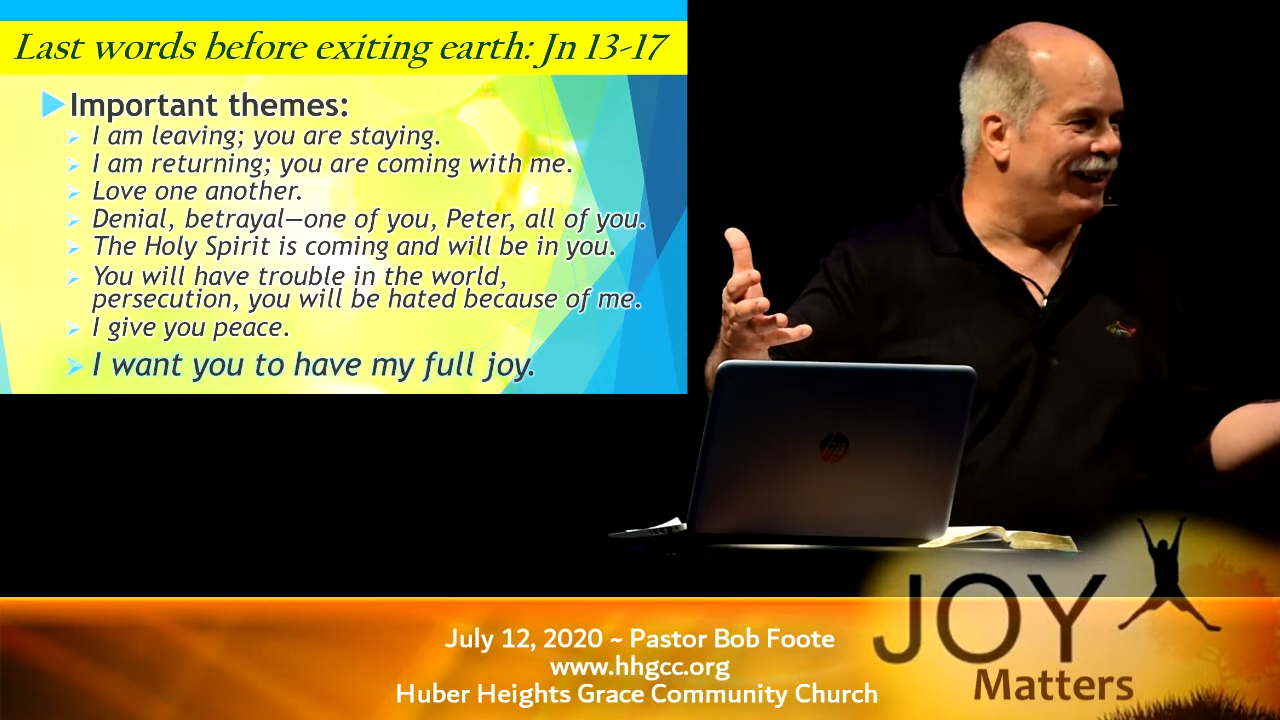 Last words before exiting earth: Jn 13-17
Important themes:
I am leaving; you are staying.
I am returning; you are coming with me.
Love one another.
Denial, betrayal—one of you, Peter, all of you.
The Holy Spirit is coming and will be in you.
You will have trouble in the world,
persecution, you will be hated because of me.
I give you peace.
I want you to have my full joy.
hp
July 12, 2020 ~ Pastor Bob Foote
www.hhgcc.org
Huber Heights Grace Community Church
JOY
Matters